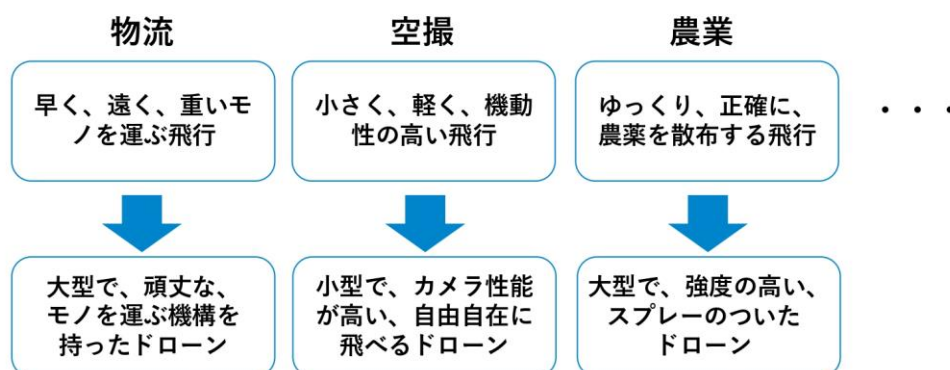 物流
空撮
農業
早く、遠く、重いモ
ノを運ぶ飛行
小さく、軽く、機動
性の高い飛行
ゆっくり、正確に、
農薬を散布する飛行
・・・
大型で、頑丈な、
モノを運ぶ機構を
持ったドローン
小型で、カメラ性能
が高い、自由自在に
飛べるドローン
大型で、強度の高い、
スプレーのついた
ドローン